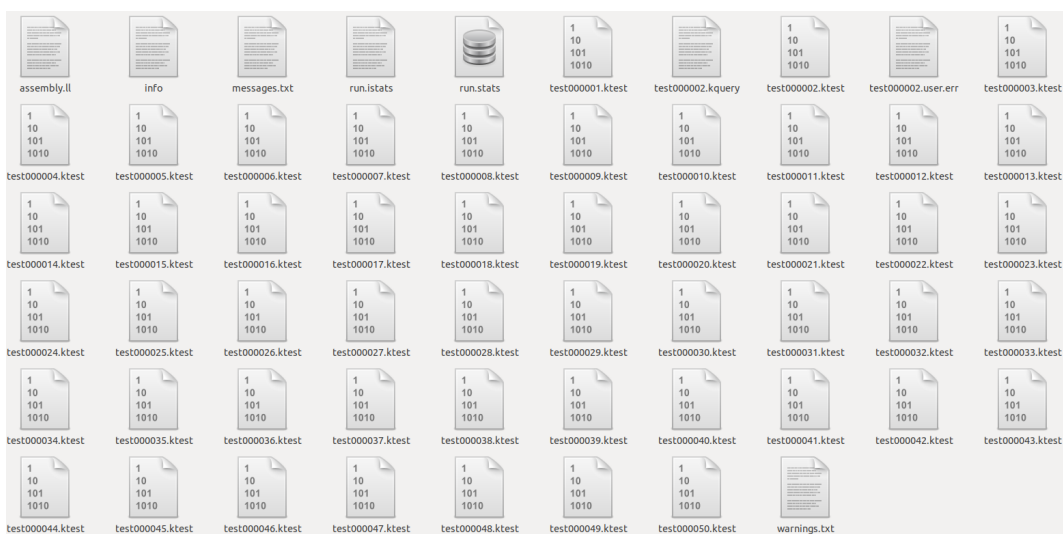 assembly.ll info messages.txt run.istats run.stats test000001.ktest test000002.kquery test000002.ktest test000002.user.err test000003.ktest
test000004.ktest test000005.ktest test000006.ktest test000007.ktest test000008.ktest test000009.ktest test000010.ktest test000011.ktest test000012.ktest test000013.ktest
test000014.ktest test000015.ktest test000016.ktest test000017.ktest test000018.ktest test000019.ktest test000020.ktest test000021.ktest test000022.ktest test000023.ktest
test000024.ktest test000025.ktest test000026.ktest test000027.ktest test000028.ktest test000029.ktest test000030.ktest test000031.ktest test000032.ktest test000033.ktest
test000034.ktest test000035.ktest test000036.ktest test000037.ktest test000038.ktest test000039.ktest test000040.ktest test000041.ktest test000042.ktest test000043.ktest
test000044.ktest test000045.ktest test000046.ktest test000047.ktest test000048.ktest test000049.ktest test000050.ktest warnings.txt